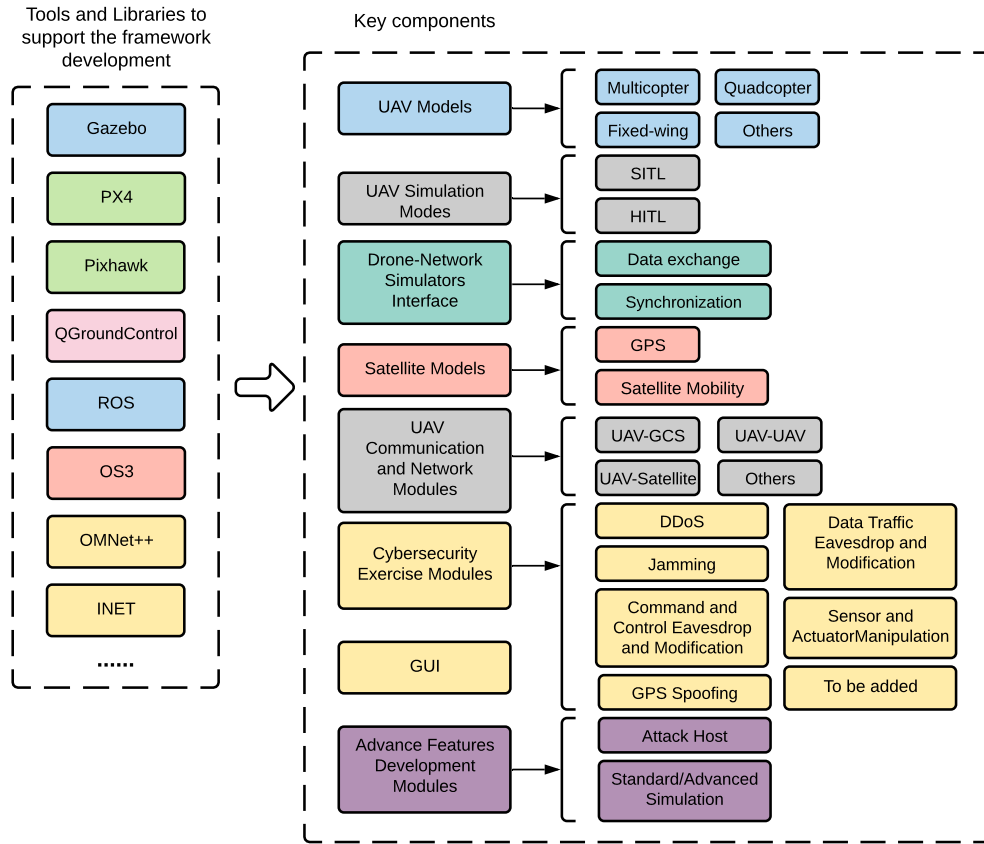 Tools and Libraries to
support the framework
development
Gazebo
PX4
Pixhawk
QGroundControl
ROS
OS3
OMNet++
INET
......
Key components
UAV Models
Multicopter
Quadcopter
Fixed-wing
Others
UAV Simulation
Modes
SITL
HITL
Drone-Network
Simulators
Interface
Data exchange
Synchronization
Satellite Models
GPS
Satellite Mobility
UAV
Communication
and Network
Modules
UAV-GCS
UAV-UAV
UAV-Satellite
Others
Cybersecurity
Exercise Modules
DDoS
Jamming
Command and
Control Eavesdrop
and Modification
GPS Spoofing
Data Traffic
Eavesdrop and
Modification
Sensor and
ActuatorManipulation
To be added
GUI
Advance Features
Development
Modules
Attack Host
Standard/Advanced
Simulation